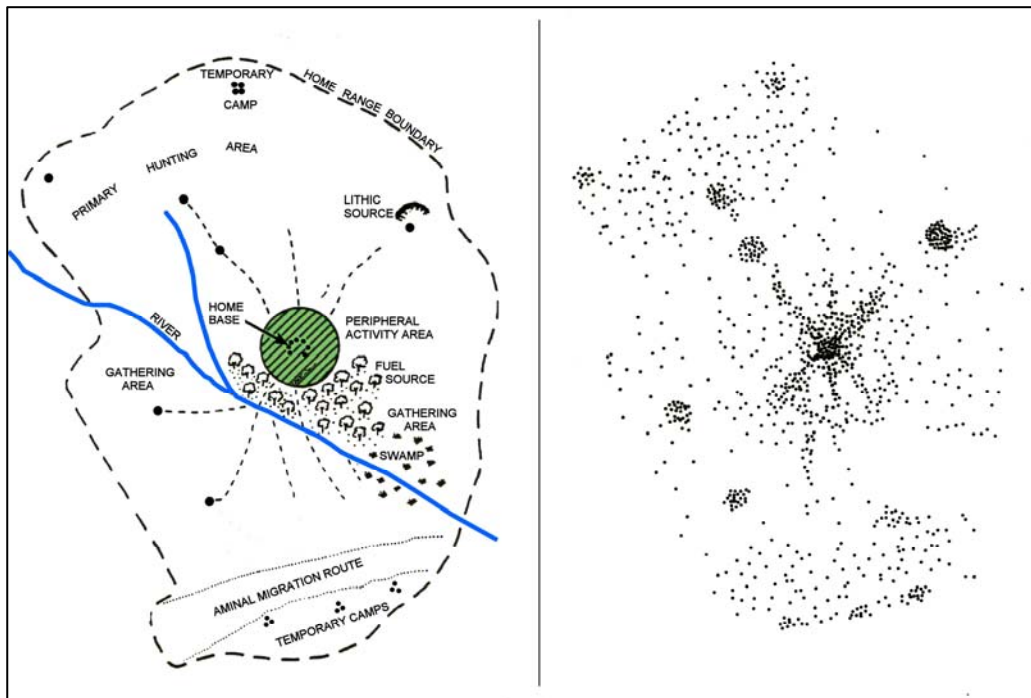 TEMPORARY
CAMP
HOME RANGE BOUNDARY
PRIMARY HUNTING AREA
LITHIC
SOURCE
HOME
BASE
RIVER
PERIPHERAL
ACTIVITY AREA
FUEL
SOURCE
GATHERING
AREA
GATHERING
AREA
SWAMP
AMINAL MIGRATION ROUTE
TEMPORARY CAMPS